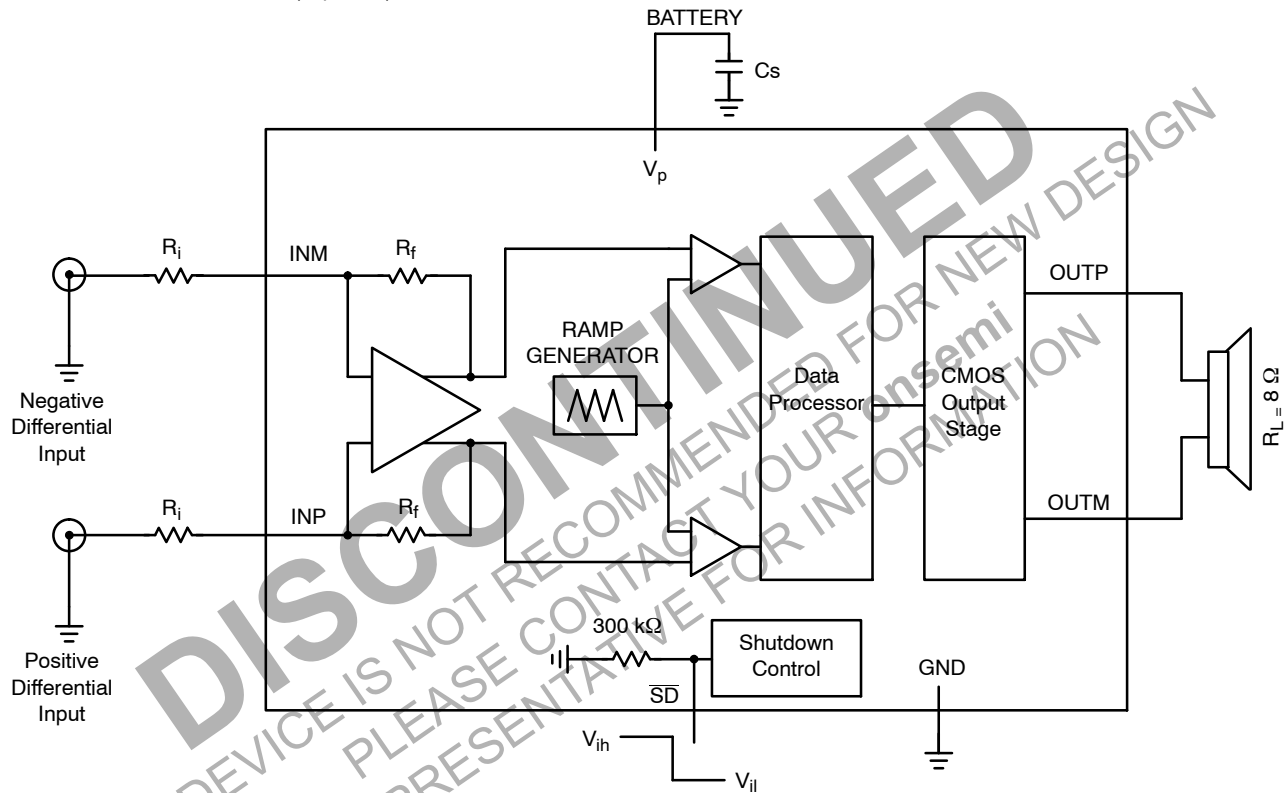 BATTERY
Cs
Vp
Ri
INM
Rf
RAMP
GENERATOR
Negative
Differential
Input
Data
Processor
CMOS
Output
Stage
OUTP
OUTM
RL = 8 Ω
Ri
INP
Rf
Positive
Differential
Input
300 kΩ
Shutdown
Control
SD
GND
Vih
Vil
DISCONTINUED
DEVICE IS NOT RECOMMENDED FOR NEW DESIGN
PLEASE CONTACT YOUR onsemi
PRESENTATIVE FOR INFORMATION